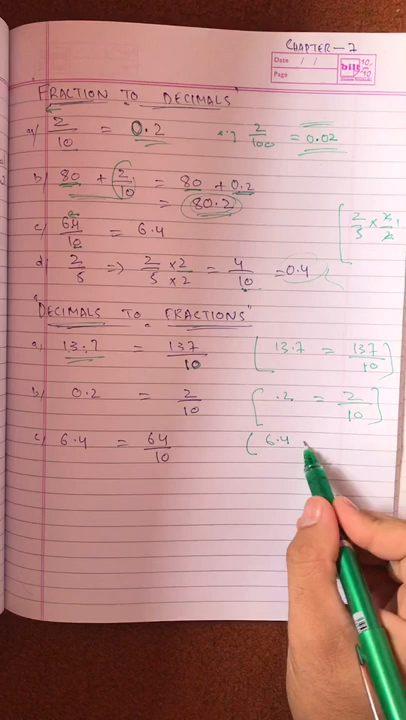 CHAPTER-7
Date / /
Page
bills
"FRACTION TO DECIMALS"
a) 2/10 = 0.2 2/100 = 0.02
b) 80 + 2/10 = 80 + 0.2
= 80.2
c) 64/10 = 6.4
d) 2/5 => 2×2/5×2 = 4/10 = 0.4
"DECIMALS TO FRACTIONS"
a) 13.7 = 137/10 [13.7 = 137/10]
b) 0.2 = 2/10 [.2 = 2/10]
c) 6.4 = 64/10 (6.4